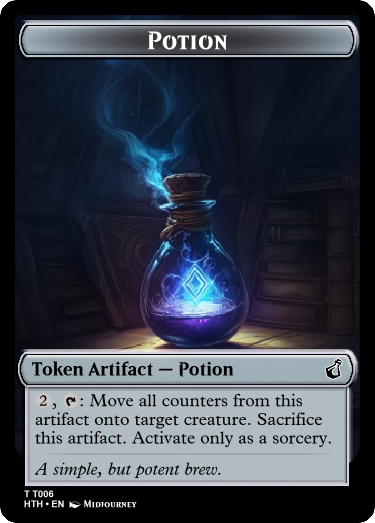 Potion
Token Artifact — Potion
2, : Move all counters from this
artifact onto target creature. Sacrifice
this artifact. Activate only as a sorcery.
A simple, but potent brew.
T T006
HTH • EN Midjourney